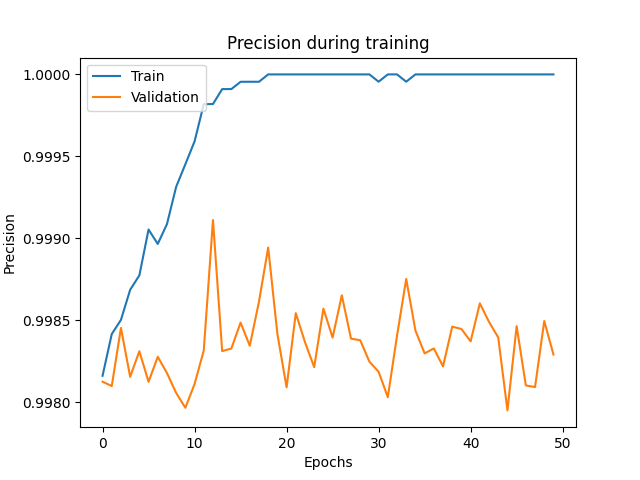 Precision during training
Train
Validation
1.0000
0.9995
0.9990
0.9985
0.9980
Precision
0 10 20 30 40 50
Epochs